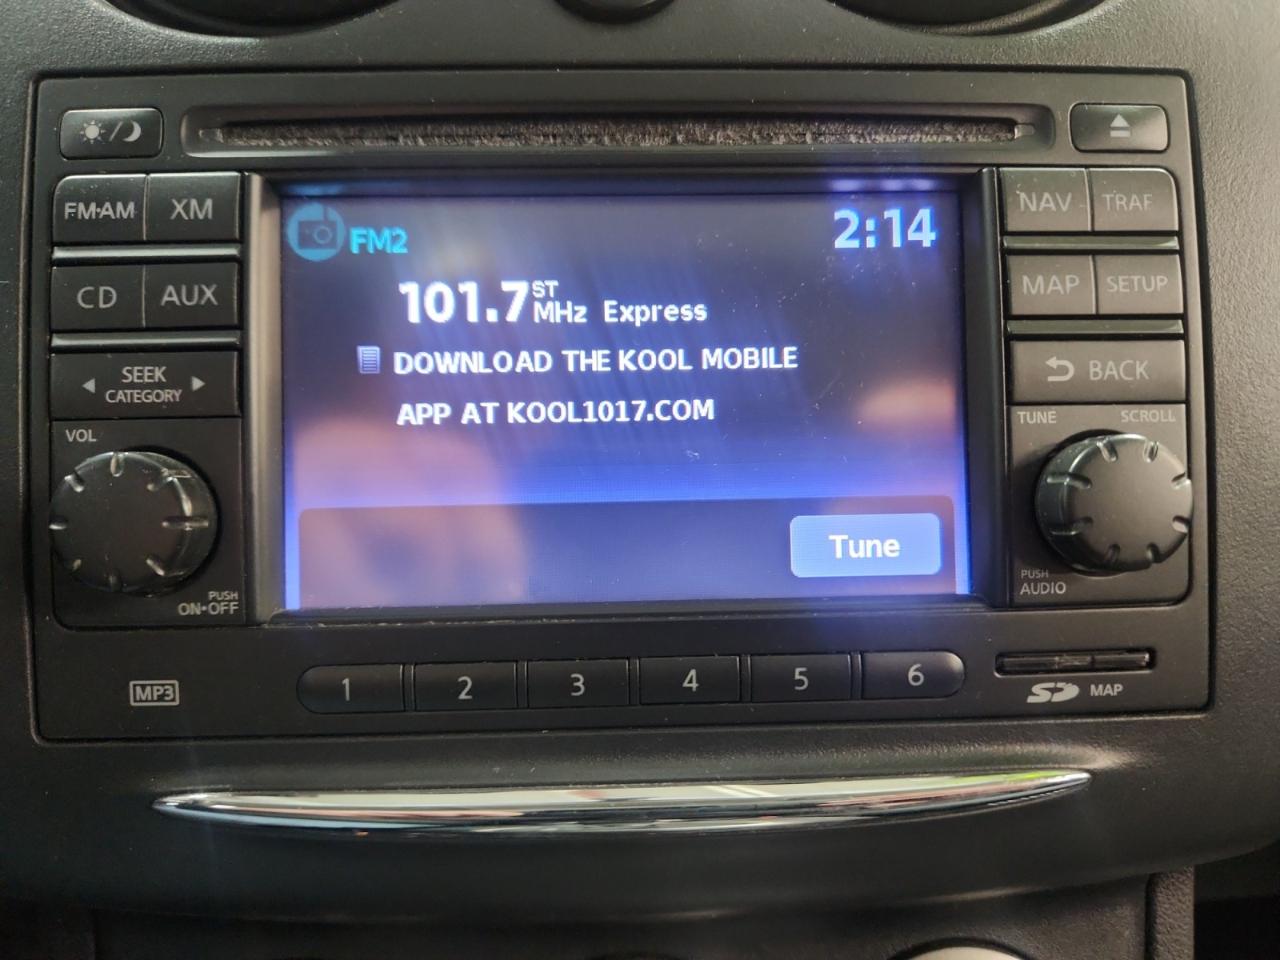 FM·AM XM
NAV TRAF
FM2 2:14
101.7 ST MHz Express
CD AUX
MAP SETUP
DOWNLOAD THE KOOL MOBILE
SEEK
CATEGORY
BACK
APP AT KOOL1017.COM
VOL
TUNE SCROLL
Tune
PUSH
ON·OFF
PUSH
AUDIO
MP3
1 2 3 4 5 6
SD MAP